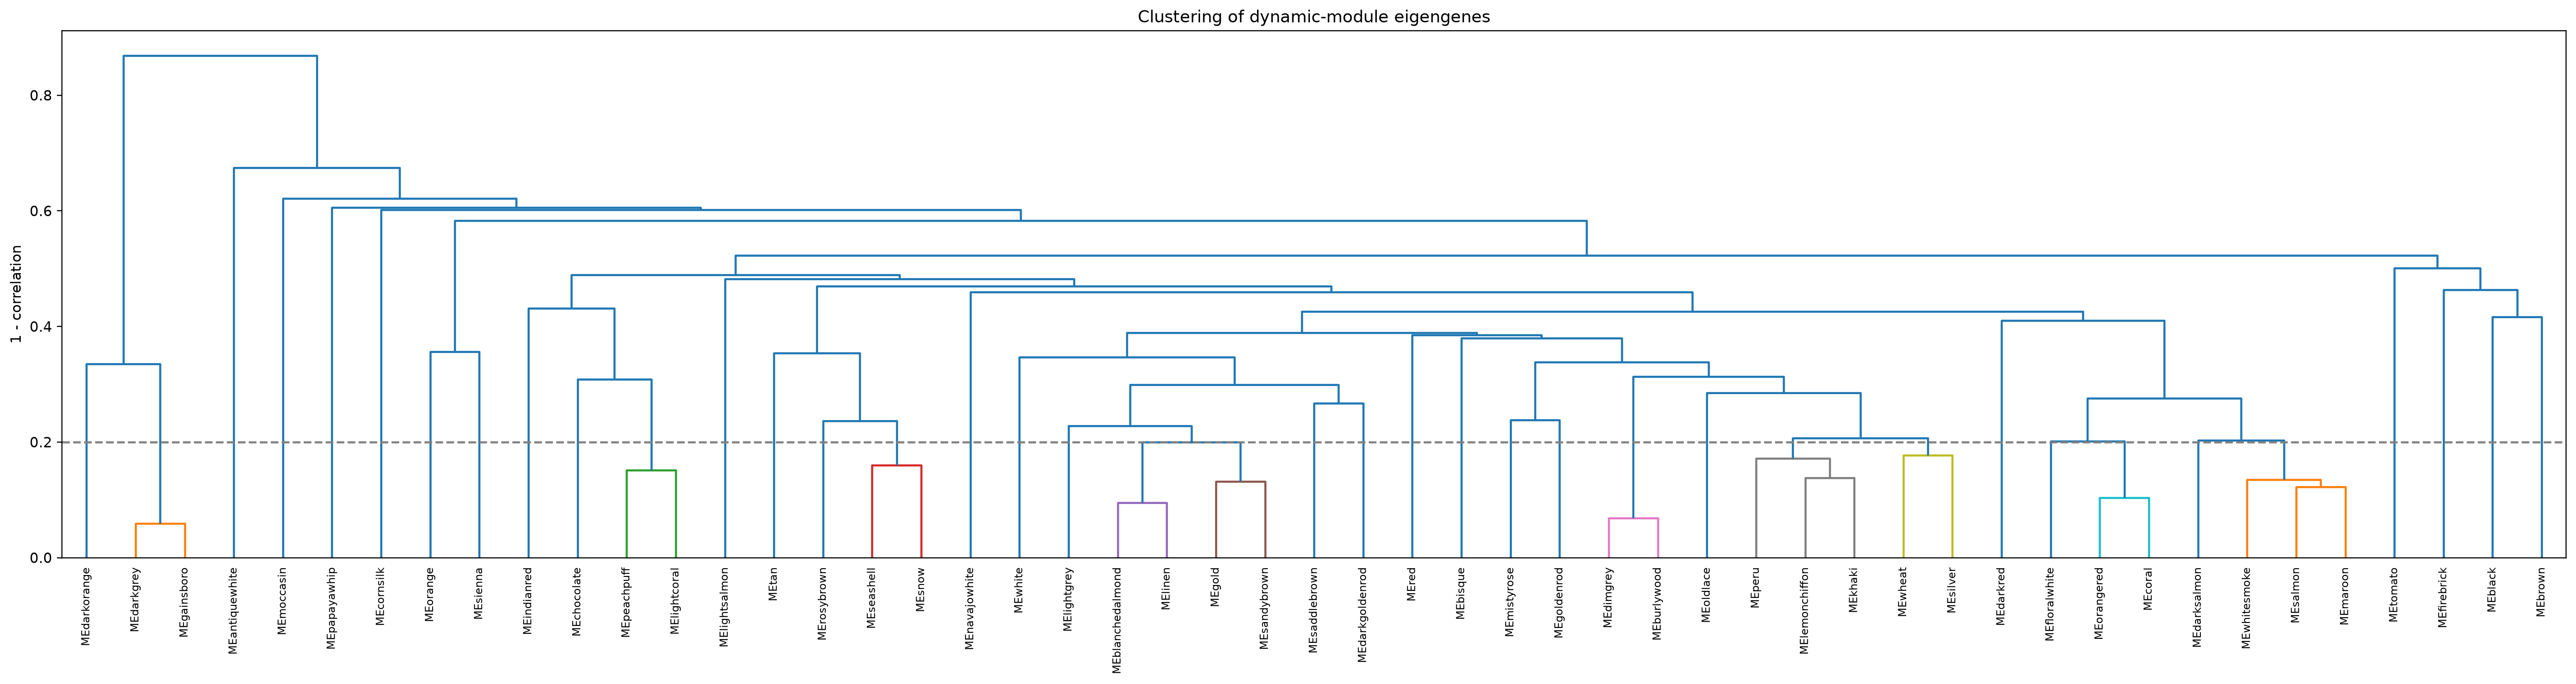 Clustering of dynamic-module eigengenes
1 - correlation
0.8
0.6
0.4
0.2
0.0
MEdarkorange
MEdarkgrey
MEgainsboro
MEantiquewhite
MEmoccasin
MEpapayawhip
MEcornsilk
MEorange
MEsienna
MEindianred
MEchocolate
MEpeachpuff
MElightcoral
MElightsalmon
MEtan
MErosybrown
MEseashell
MEsnow
MEnavajowhite
MEwhite
MElightgrey
MEblanchedalmond
MElinen
MEgold
MEsandybrown
MEsaddlebrown
MEdarkgoldenrod
MEred
MEbisque
MEmistyrose
MEgoldenrod
MEdimgrey
MEburlywood
MEoldlace
MEperu
MElemonchiffon
MEkhaki
MEwheat
MEsilver
MEdarkred
MEfloralwhite
MEorangered
MEcoral
MEdarksalmon
MEwhitesmoke
MEsalmon
MEmaroon
MEtomato
MEfirebrick
MEblack
MEbrown